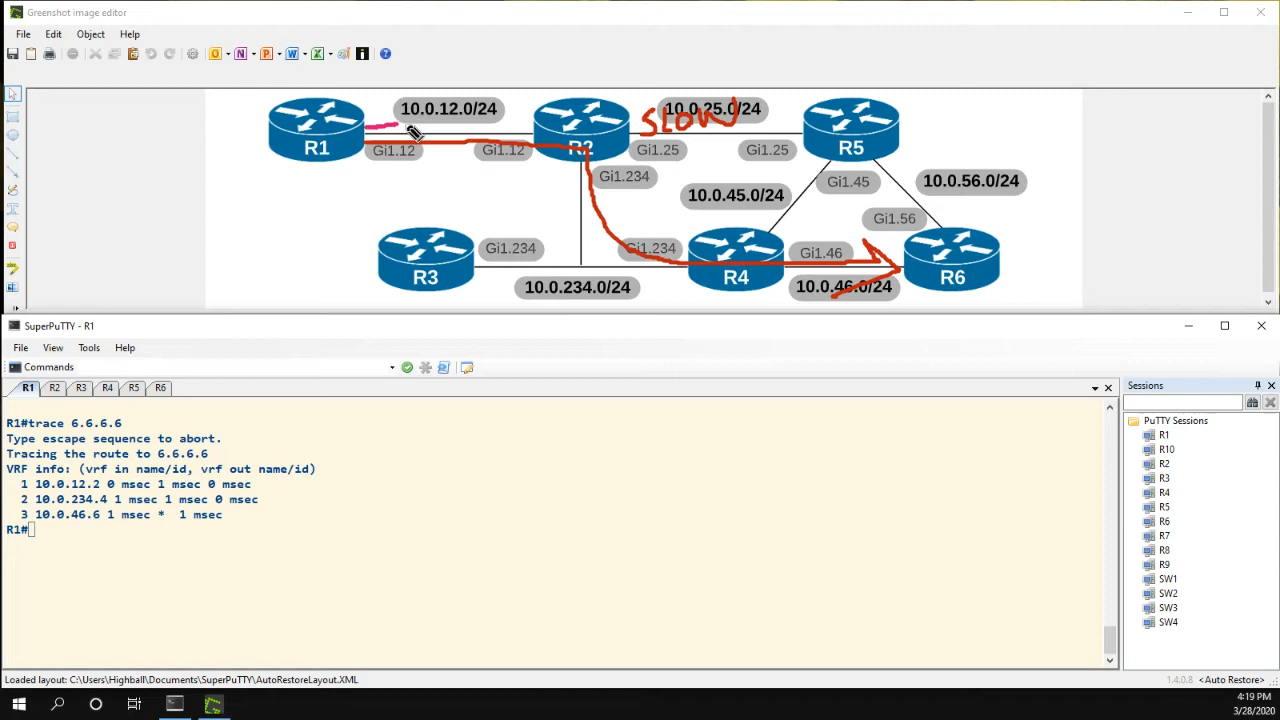 Greenshot image editor
File Edit Object Help
10.0.12.0/24 10.0.25.0/24
SLOW
R1 R2 R5
Gi1.12 Gi1.12 Gi1.25 Gi1.25
Gi1.234 Gi1.45 10.0.56.0/24
10.0.45.0/24
Gi1.56
Gi1.234 Gi1.234 Gi1.46
R3 R4 R6
10.0.234.0/24 10.0.46.0/24
SuperPuTTY - R1
File View Tools Help
Commands
R1 R2 R3 R4 R5 R6
R1#trace 6.6.6.6
Type escape sequence to abort.
Tracing the route to 6.6.6.6
VRF info: (vrf in name/id, vrf out name/id)
1 10.0.12.2 0 msec 1 msec 0 msec
2 10.0.234.4 1 msec 1 msec 0 msec
3 10.0.46.6 1 msec * 1 msec
R1#
Sessions
PuTTY Sessions
R1
R10
R2
R3
R4
R5
R6
R7
R8
R9
SW1
SW2
SW3
SW4
Loaded layout: C:\Users\Highball\Documents\SuperPuTTY\AutoRestoreLayout.XML
1.4.0.8 <Auto Restore>
4:19 PM
3/28/2020